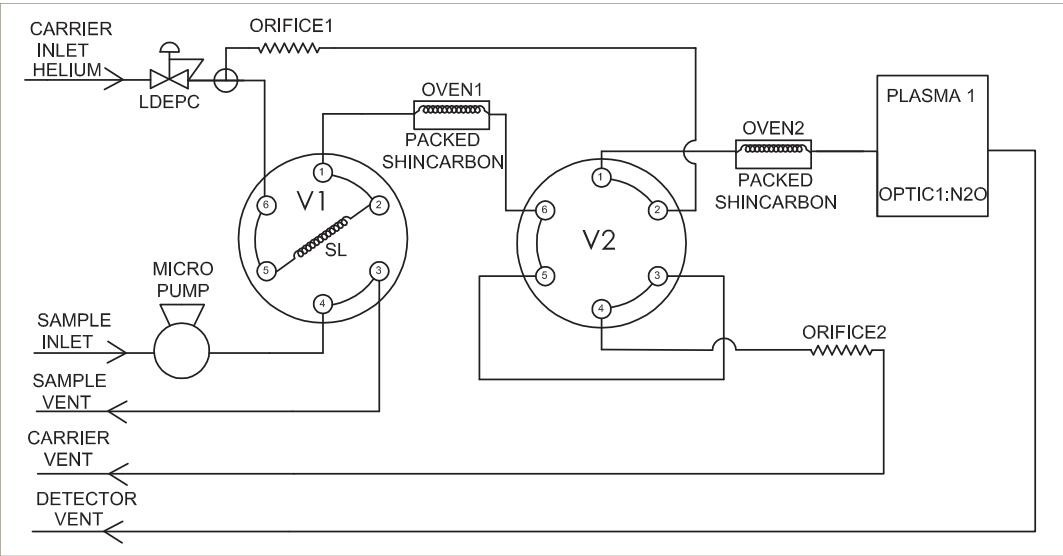 CARRIER
INLET
HELIUM
LDEPC
ORIFICE1
OVEN1
PACKED
SHINCARBON
OVEN2
PACKED
SHINCARBON
PLASMA 1
OPTIC1:N2O
V1
1
2
3
4
5
6
SL
V2
1
2
3
4
5
6
MICRO
PUMP
SAMPLE
INLET
ORIFICE2
SAMPLE
VENT
CARRIER
VENT
DETECTOR
VENT